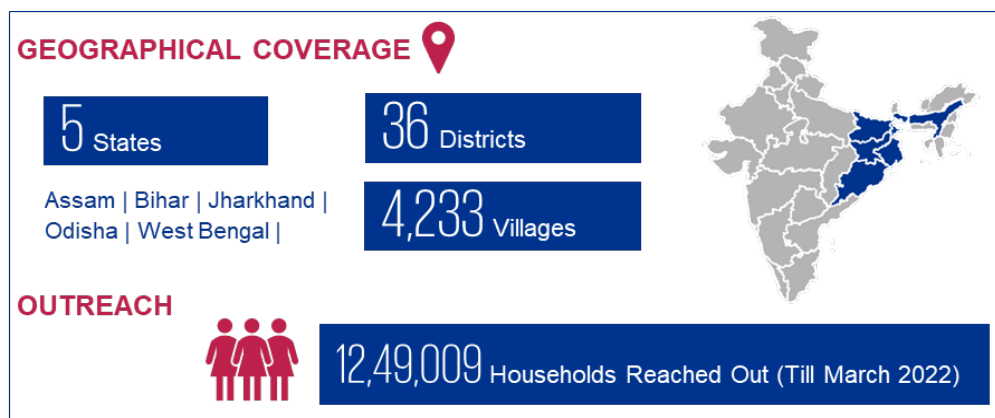 GEOGRAPHICAL COVERAGE
5 States
36 Districts
Assam | Bihar | Jharkhand |
Odisha | West Bengal |
4,233 Villages
OUTREACH
12,49,009 Households Reached Out (Till March 2022)